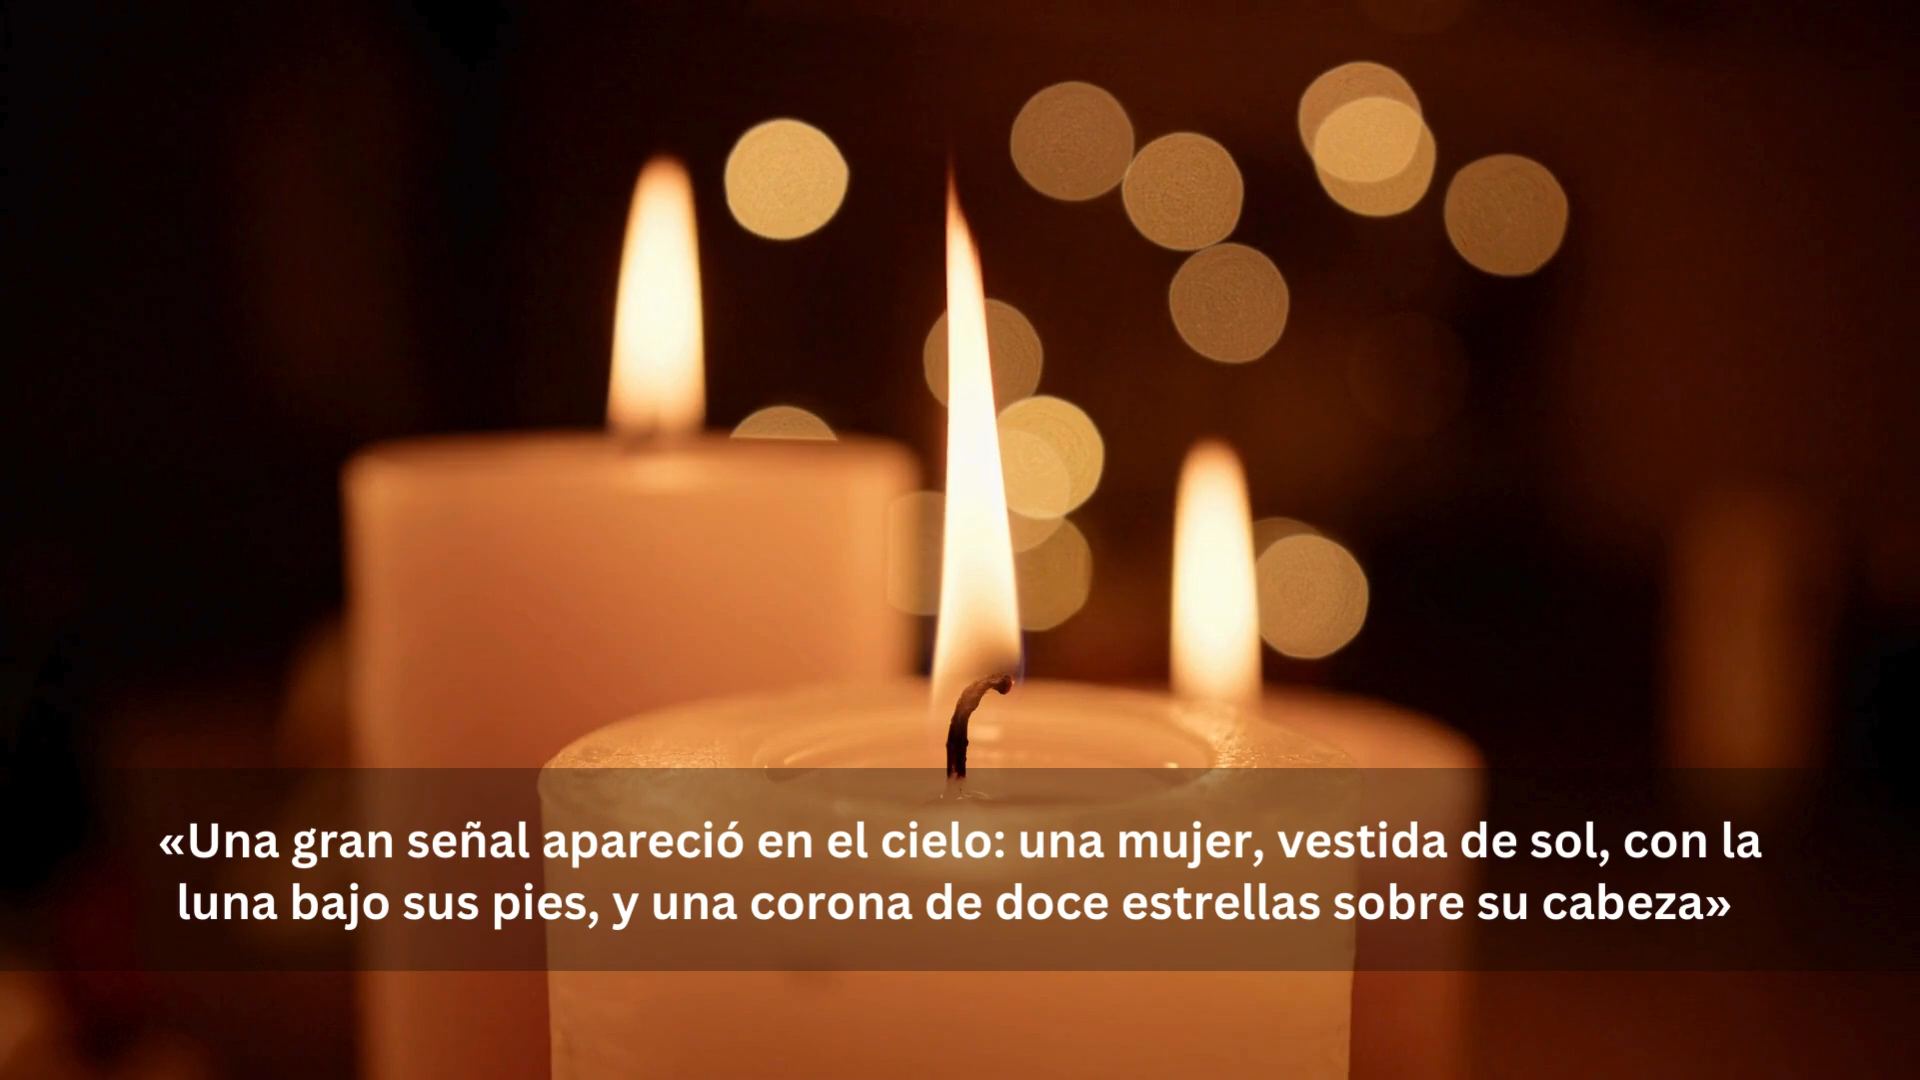 «Una gran señal apareció en el cielo: una mujer, vestida de sol, con la
luna bajo sus pies, y una corona de doce estrellas sobre su cabeza»